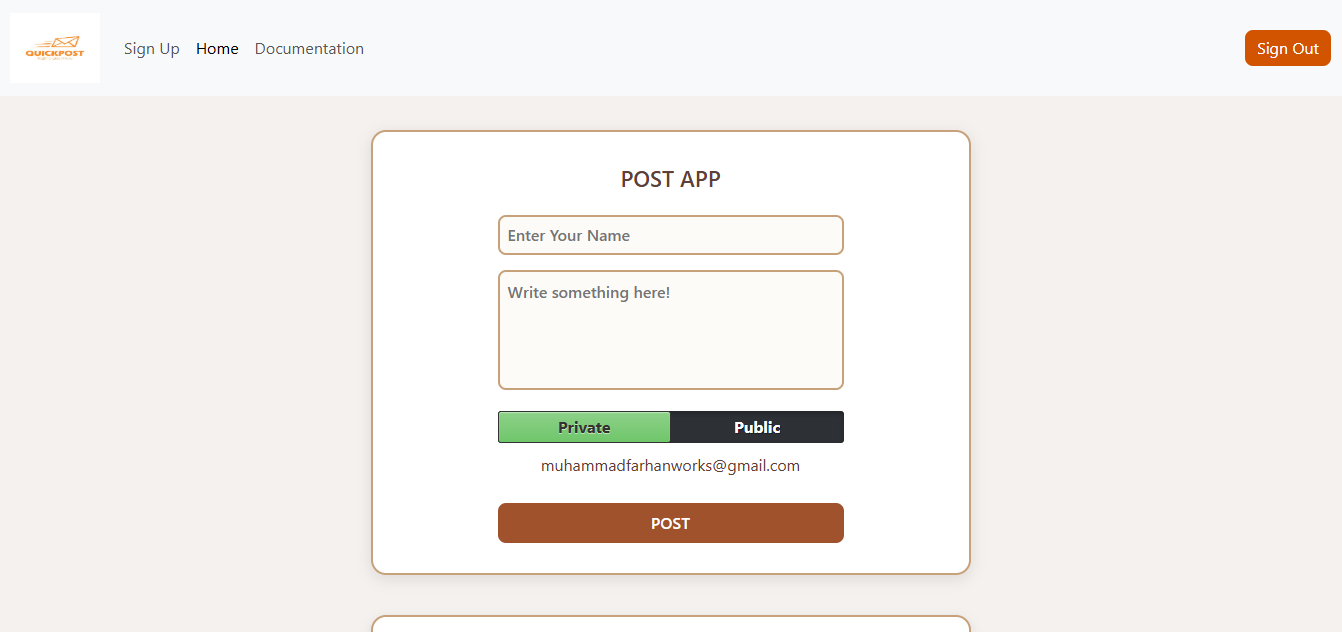 QUICKPOST
Sign Up Home Documentation
Sign Out
POST APP
Enter Your Name
Write something here!
Private Public
muhammadfarhanworks@gmail.com
POST